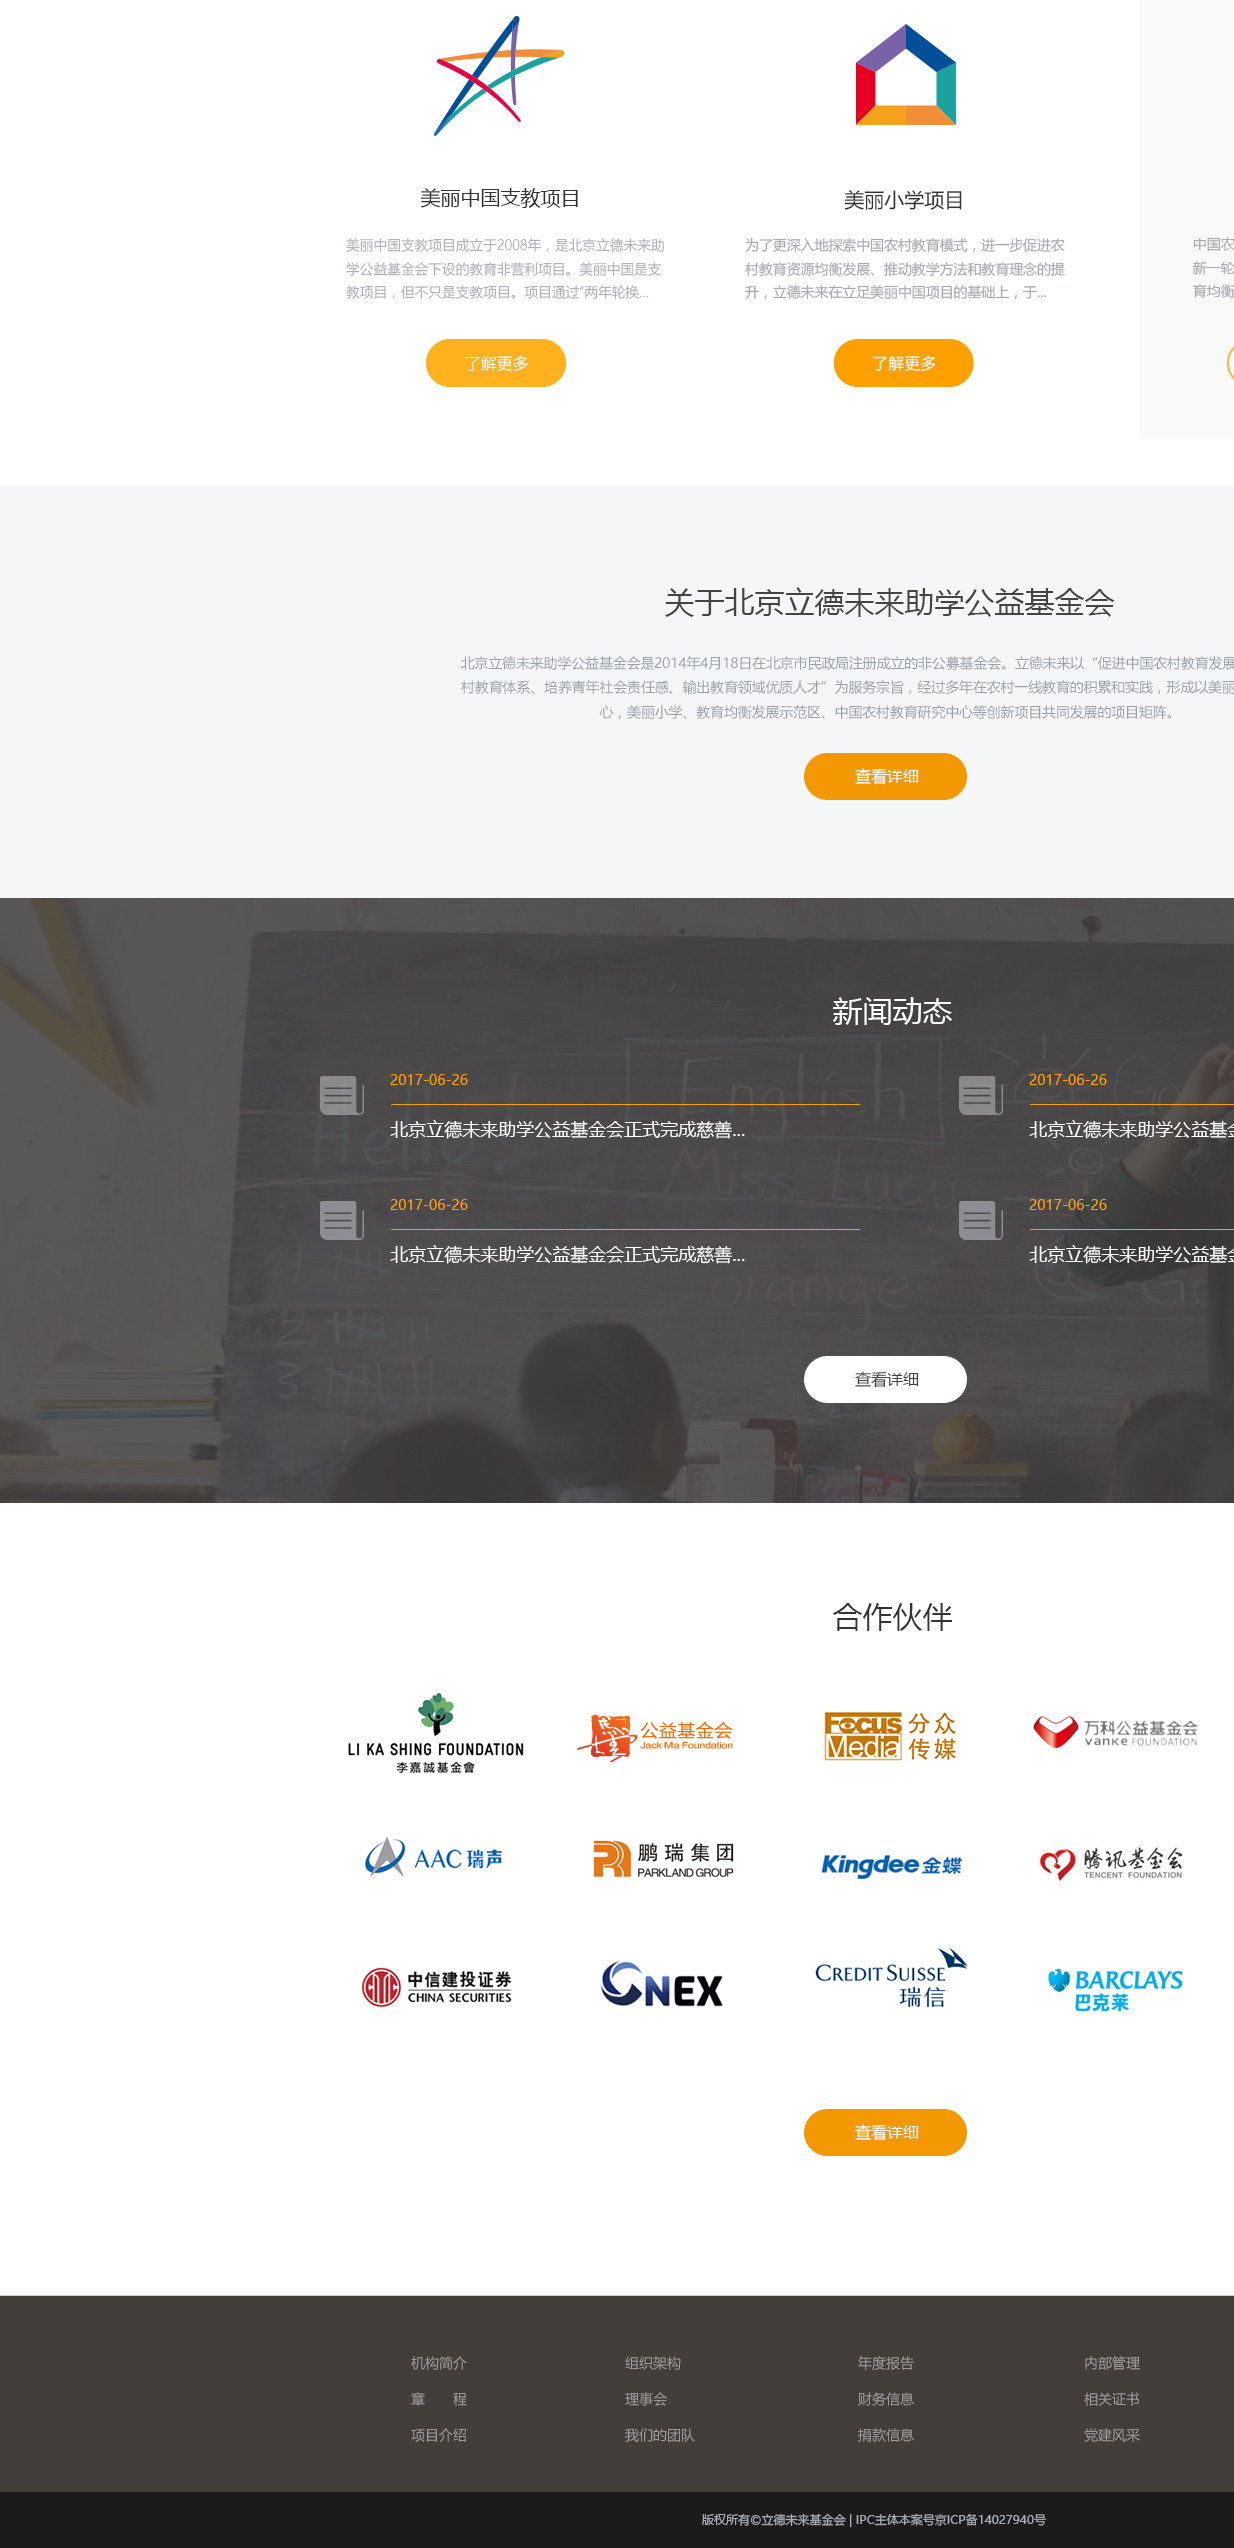 美丽中国支教项目
美丽中国支教项目成立于2008年，是北京立德未来助
学公益基金会下设的教育非营利项目。美丽中国是支
教项目，但不只是支教项目。项目通过“两年轮换...
了解更多
美丽小学项目
为了更深入地探索中国农村教育模式，进一步促进农
村教育资源均衡发展、推动教学方法和教育理念的提
升，立德未来在立足美丽中国项目的基础上，于...
了解更多
中国农
新一轮
育均衡
关于北京立德未来助学公益基金会
北京立德未来助学公益基金会是2014年4月18日在北京市民政局注册成立的非公募基金会。立德未来以“促进中国农村教育发展
村教育体系、培养青年社会责任感、输出教育领域优质人才”为服务宗旨，经过多年在农村一线教育的积累和实践，形成以美丽
心，美丽小学、教育均衡发展示范区、中国农村教育研究中心等创新项目共同发展的项目矩阵。
查看详细
新闻动态
2017-06-26
北京立德未来助学公益基金会正式完成慈善...
2017-06-26
北京立德未来助学公益基金
2017-06-26
北京立德未来助学公益基金会正式完成慈善...
2017-06-26
北京立德未来助学公益基金
English
Hello
orange
查看详细
合作伙伴
LI KA SHING FOUNDATION
李嘉誠基金會
公益基金会
Jack Ma Foundation
Focus Media
分众
传媒
万科公益基金会
vanke FOUNDATION
AAC 瑞声
鹏瑞集团
PARKLAND GROUP
Kingdee 金蝶
腾讯基金会
TENCENT FOUNDATION
中信建投证券
CHINA SECURITIES
NEX
CREDIT SUISSE
瑞信
BARCLAYS
巴克莱
查看详细
机构简介 组织架构 年度报告 内部管理
章 程 理事会 财务信息 相关证书
项目介绍 我们的团队 捐款信息 党建风采
版权所有©立德未来基金会 | IPC主体本案号京ICP备14027940号